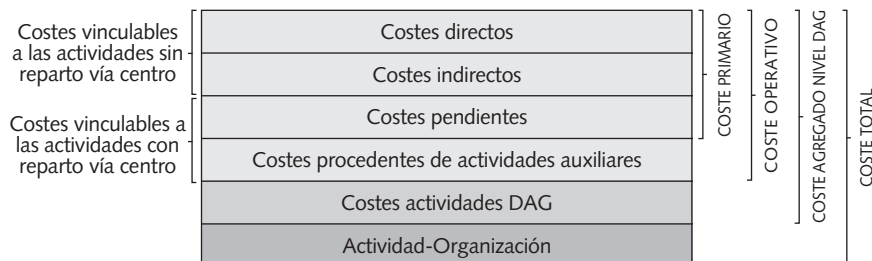 Costes vinculables
a las actividades sin
reparto vía centro
Costes vinculables a
las actividades con
reparto vía centro
Costes directos
Costes indirectos
Costes pendientes
Costes procedentes de actividades auxiliares
Costes actividades DAG
Actividad-Organización
COSTE PRIMARIO
COSTE OPERATIVO
COSTE AGREGADO NIVEL DAG
COSTE TOTAL